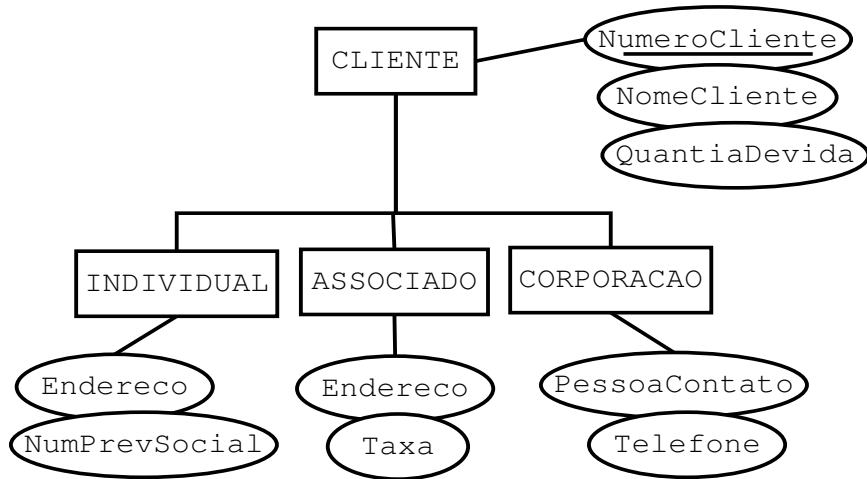 NumeroCliente
CLIENTE
NomeCliente
QuantiaDevida
INDIVIDUAL
ASSOCIADO
CORPORACAO
Endereco
Endereco
PessoaContato
NumPrevSocial
Taxa
Telefone